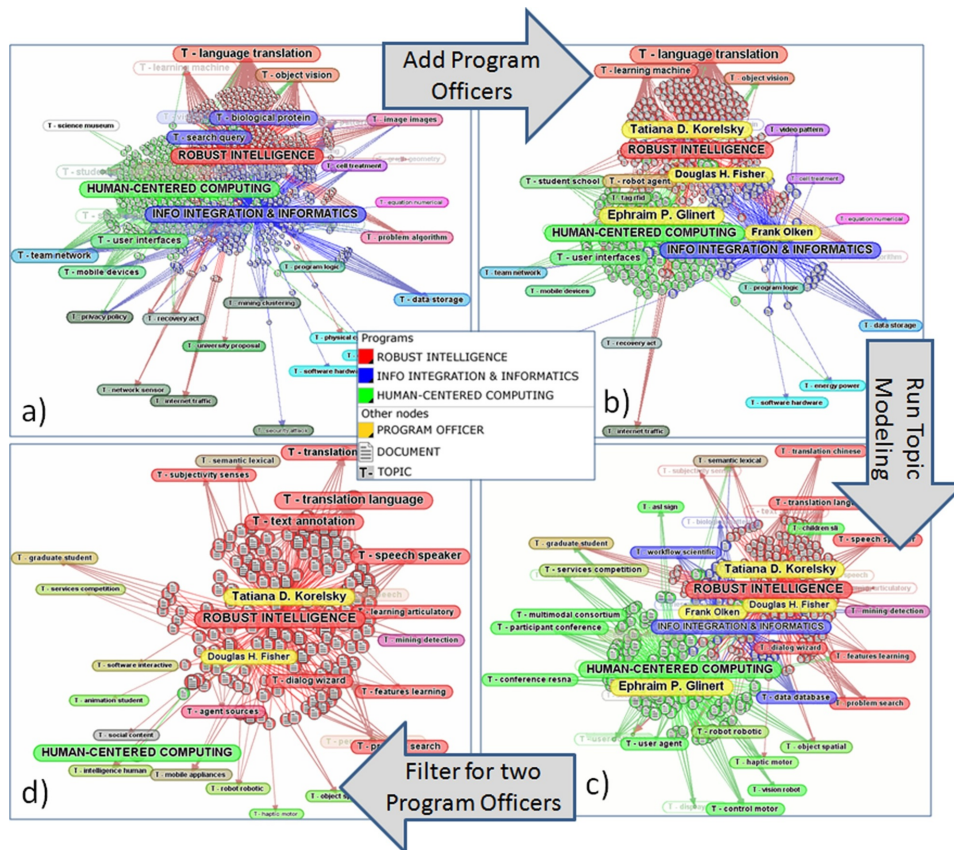 T - language translation
T - learning machine
T - object vision
T - biological protein
T - image images
T - science museum
T - search query
ROBUST INTELLIGENCE
T - cell treatment
HUMAN-CENTERED COMPUTING
T - equation numerical
INFO INTEGRATION & INFORMATICS
T - user interfaces
T - problem algorithm
T - team network
T - program logic
T - mobile devices
T - mining clustering
T - data storage
T - privacy policy
T - recovery act
T - university proposal
T - software hardware
T - network sensor
T - internet traffic
a)
Add Program
Officers
T - language translation
T - learning machine
T - object vision
Tatiana D. Korelsky
T - video pattern
ROBUST INTELLIGENCE
Douglas H. Fisher
T - student school
T - robot agent
T - cell treatment
T - tag rfid
Ephraim P. Glinert
T - equation numerical
HUMAN-CENTERED COMPUTING
Frank Olken
T - user interfaces
INFO INTEGRATION & INFORMATICS
T - team network
T - program logic
T - mobile devices
T - data storage
T - recovery act
T - energy power
T - software hardware
T - internet traffic
b)
Programs
ROBUST INTELLIGENCE
INFO INTEGRATION & INFORMATICS
HUMAN-CENTERED COMPUTING
Other nodes
PROGRAM OFFICER
DOCUMENT
T - TOPIC
Run Topic
Modeling
T - semantic lexical
T - translation chinese
T - asl sign
T - children sli
T - graduate student
T - workflow scientific
T - services competition
Tatiana D. Korelsky
ROBUST INTELLIGENCE
T - multimodal consortium
Frank Olken
Douglas H. Fisher
T - mining detection
T - participant conference
INFO INTEGRATION & INFORMATICS
T - dialog wizard
T - features learning
HUMAN-CENTERED COMPUTING
T - conference resna
Ephraim P. Glinert
T - data database
T - problem search
T - robot robotic
T - user agent
T - object spatial
T - haptic motor
T - vision robot
T - control motor
c)
Filter for two
Program Officers
T - semantic lexical
T - subjectivity senses
T - translation language
T - text annotation
T - graduate student
T - speech speaker
T - services competition
Tatiana D. Korelsky
ROBUST INTELLIGENCE
T - learning articulatory
T - mining detection
Douglas H. Fisher
T - software interactive
T - dialog wizard
T - features learning
T - animation student
T - agent sources
T - social content
HUMAN-CENTERED COMPUTING
T - intelligence human
T - mobile appliances
T - robot robotic
T - haptic motor
d)